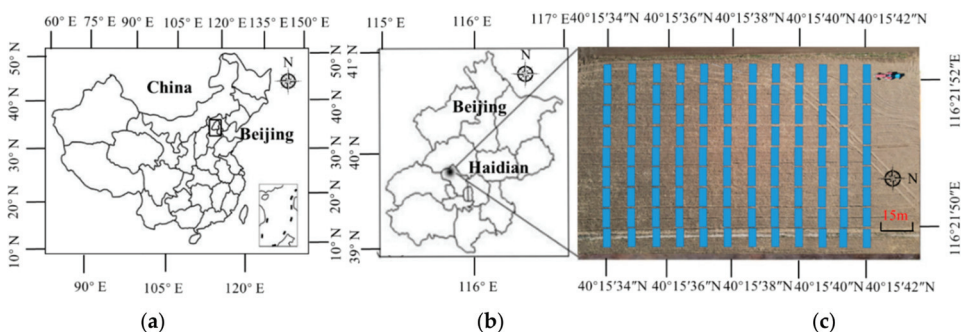 60° E 75° E 90° E 105° E 120° E 135° E 144° E
50° N
40° N
30° N
20° N
10° N
China
Beijing
N
50° N
40° N
30° N
20° N
10° N
90° E 105° E 120° E
(a)
115° E 116° E 117° E
41° N
40° N
39° N
Beijing
Haidian
N
116° E
(b)
40°15′34″N 40°15′36″N 40°15′38″N 40°15′40″N 40°15′42″N
116°21′52″E
116°21′50″E
N
15m
40°15′34″N 40°15′36″N 40°15′38″N 40°15′40″N 40°15′42″N
(c)